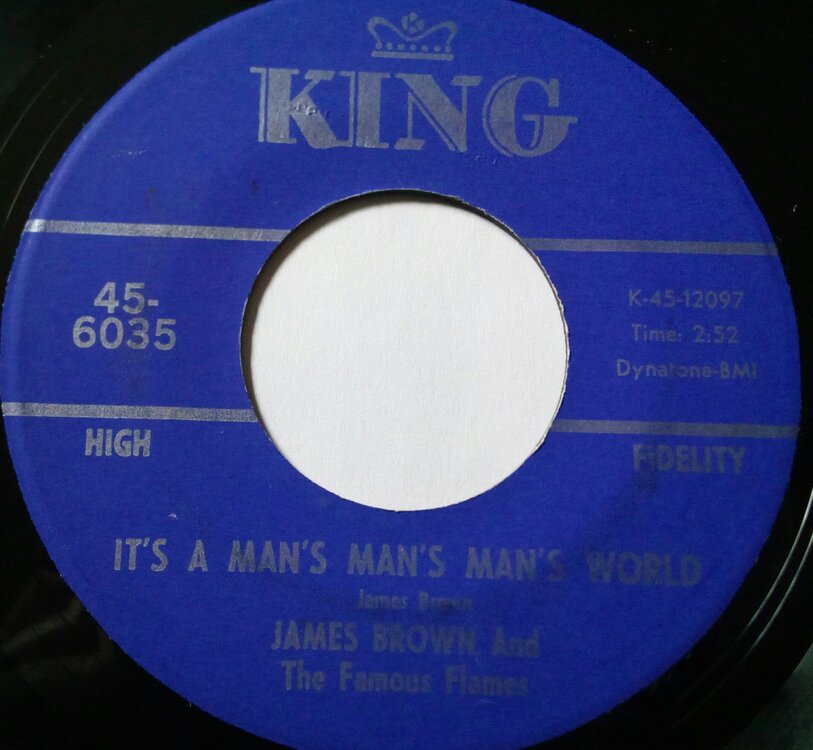 KING
45-
6035
K-45-12097
Time: 2:52
Dynatone-BMI
HIGH
FIDELITY
IT'S A MAN'S MAN'S MAN'S WORLD
James Brown
JAMES BROWN And
The Famous Flames